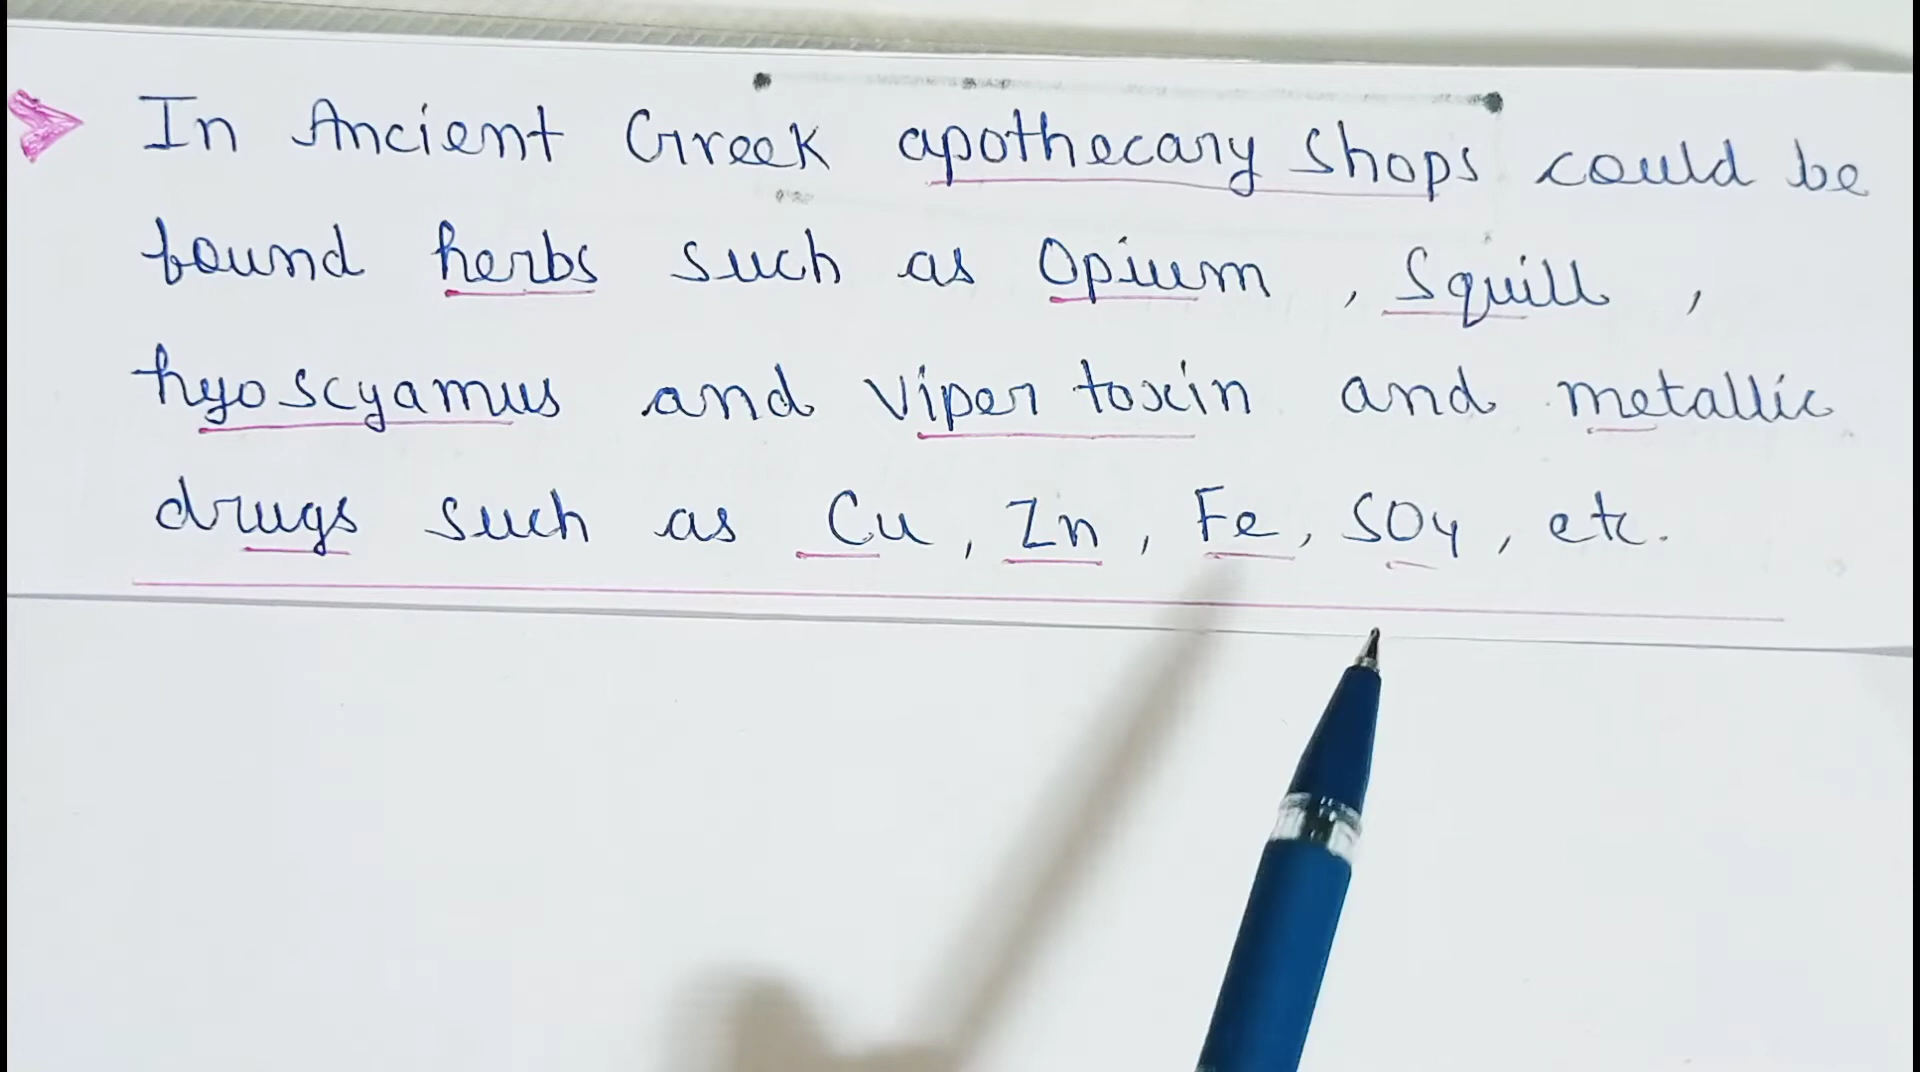 In Ancient Greek apothecary shops could be
found herbs such as Opium, Squill,
hyoscyamus and viper toxin and metallic
drugs such as Cu, Zn, Fe, SO4, etc.